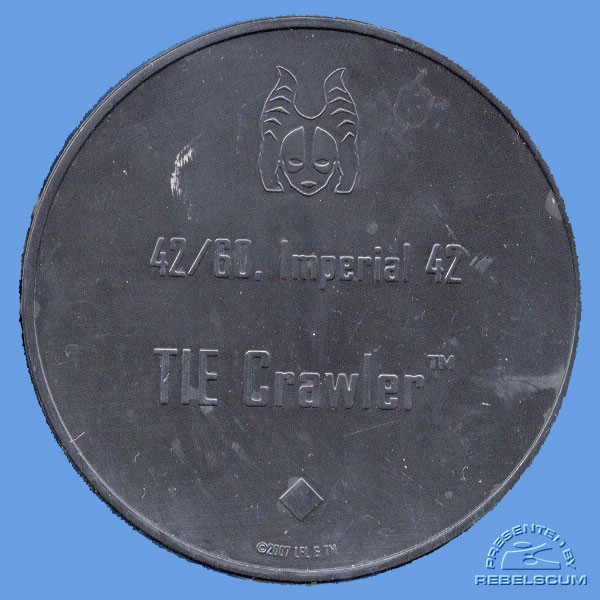 42/60. Imperial 42
TIE Crawler™
©2007 LFL & TM
PRESENTED BY
REBELSCUM